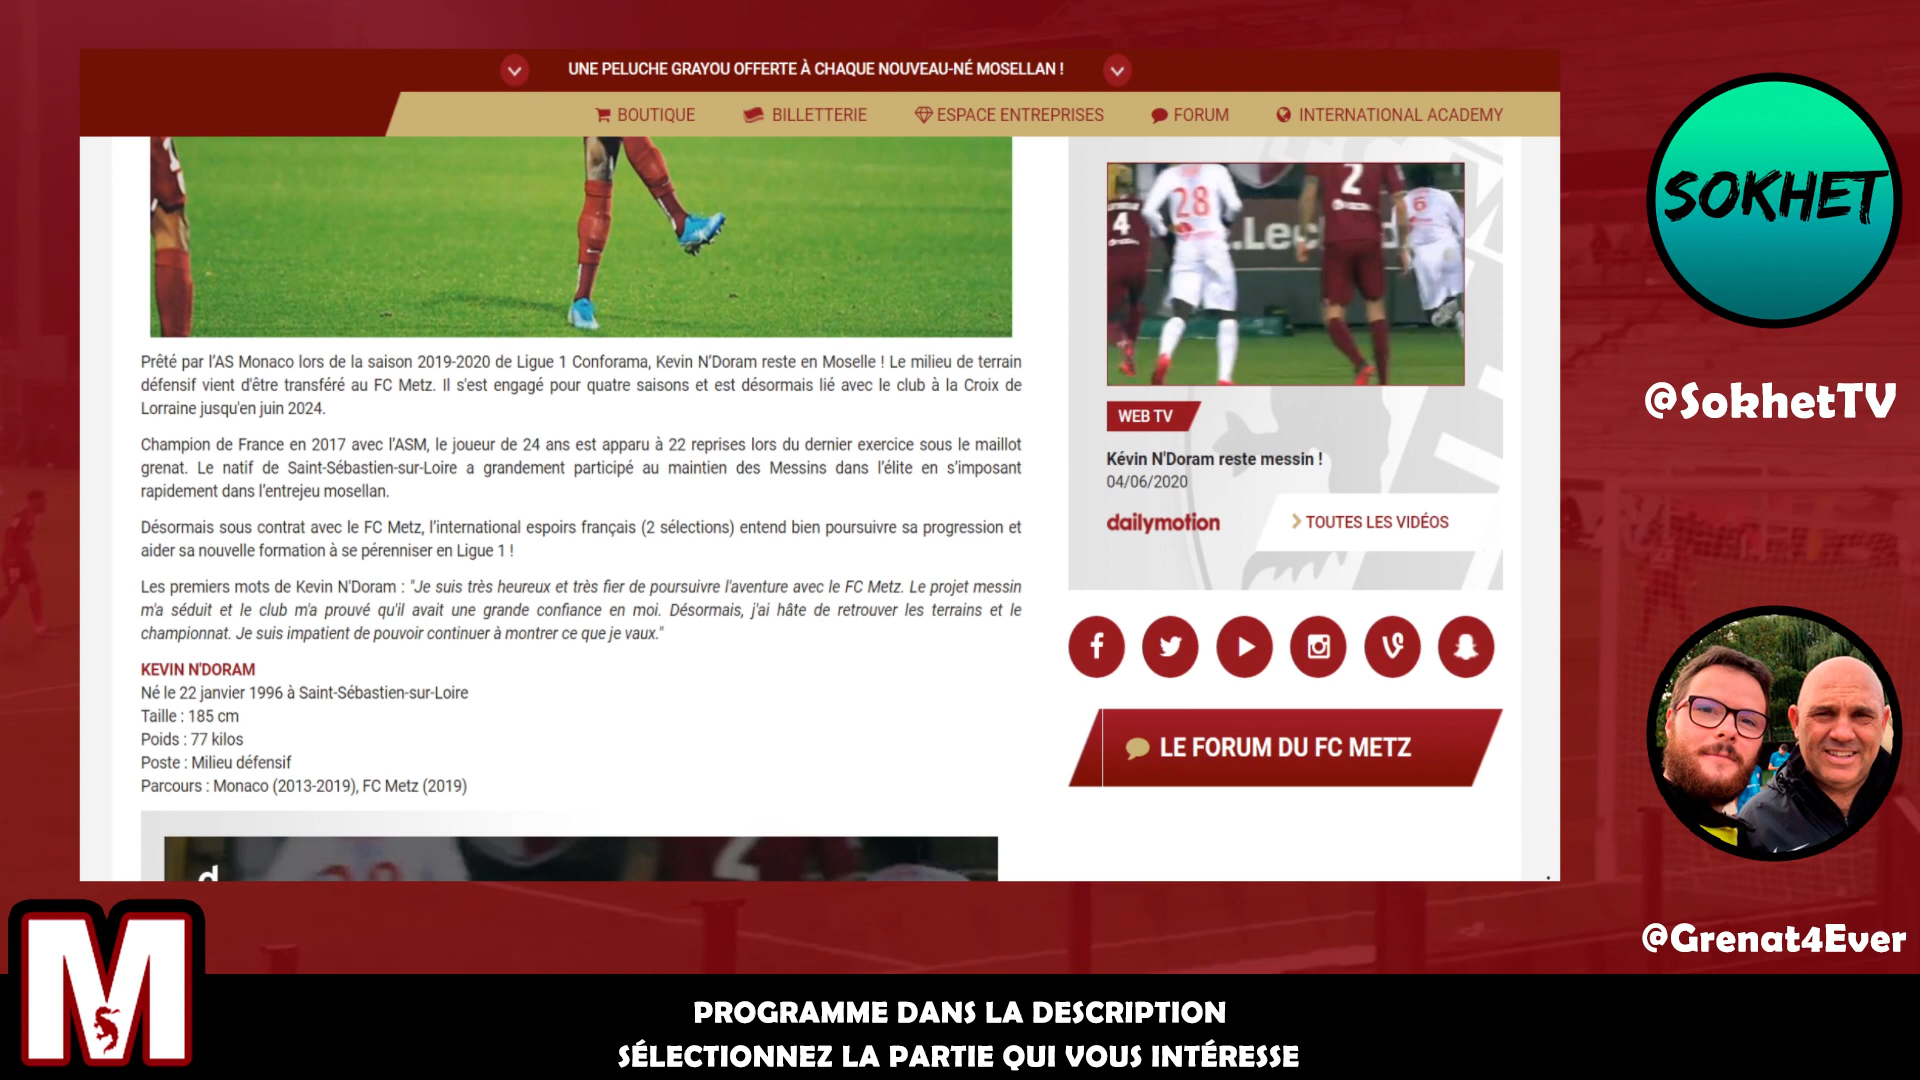 UNE PELUCHE GRAYOU OFFERTE À CHAQUE NOUVEAU-NÉ MOSELLAN !
BOUTIQUE
BILLETTERIE
ESPACE ENTREPRISES
FORUM
INTERNATIONAL ACADEMY
1
4
28
.Lec
2
6
d
SOKHET
@SokhetTV
Prêté par l'AS Monaco lors de la saison 2019-2020 de Ligue 1 Conforama, Kevin N'Doram reste en Moselle ! Le milieu de terrain
défensif vient d'être transféré au FC Metz. Il s'est engagé pour quatre saisons et est désormais lié avec le club à la Croix de
Lorraine jusqu'en juin 2024.
Champion de France en 2017 avec l'ASM, le joueur de 24 ans est apparu à 22 reprises lors du dernier exercice sous le maillot
grenat. Le natif de Saint-Sébastien-sur-Loire a grandement participé au maintien des Messins dans l'élite en s'imposant
rapidement dans l'entrejeu mosellan.
Désormais sous contrat avec le FC Metz, l'international espoirs français (2 sélections) entend bien poursuivre sa progression et
aider sa nouvelle formation à se pérenniser en Ligue 1 !
Les premiers mots de Kevin N'Doram : "Je suis très heureux et très fier de poursuivre l'aventure avec le FC Metz. Le projet messin
m'a séduit et le club m'a prouvé qu'il avait une grande confiance en moi. Désormais, j'ai hâte de retrouver les terrains et le
championnat. Je suis impatient de pouvoir continuer à montrer ce que je vaux."
KEVIN N'DORAM
Né le 22 janvier 1996 à Saint-Sébastien-sur-Loire
Taille : 185 cm
Poids : 77 kilos
Poste : Milieu défensif
Parcours : Monaco (2013-2019), FC Metz (2019)
d
WEB TV
Kévin N'Doram reste messin !
04/06/2020
dailymotion
TOUTES LES VIDÉOS
LE FORUM DU FC METZ
@Grenat4Ever
M
PROGRAMME DANS LA DESCRIPTION
SÉLECTIONNEZ LA PARTIE QUI VOUS INTÉRESSE